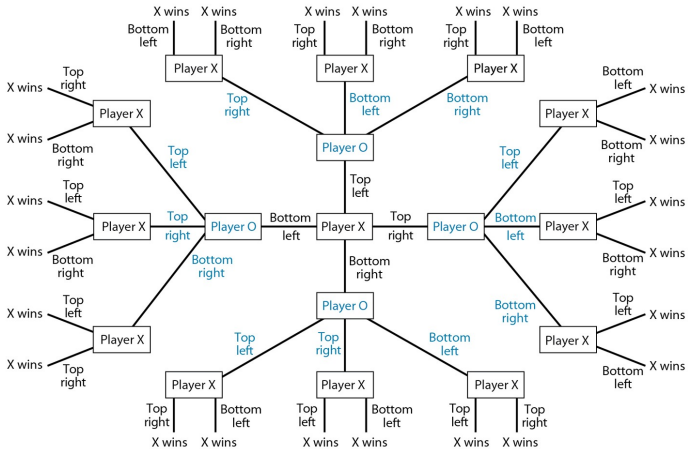 X wins X wins X wins X wins X wins X wins
Bottom left
Bottom right
Top right
Bottom right
Top right
Bottom left
Player X
Player X
Player X
Top right
Bottom left
Bottom right
Player O
Top left
X wins
Top right
Player X
X wins
Bottom right
Top left
X wins
Top left
Player X
Top right
Player O
Bottom left
Player X
Top right
Player O
Bottom left
Player X
Top left
X wins
X wins
Bottom right
Bottom right
X wins
Bottom right
X wins
Top left
Player X
X wins
Top right
Bottom left
X wins
Top left
Player X
Bottom right
X wins
Bottom right
Top left
X wins
Player X
Bottom left
X wins
Bottom right
Player O
Top left
Top right
Bottom left
Player X
Player X
Player X
Top right
Bottom left
Top left
Bottom left
Top left
Top right
X wins X wins X wins X wins X wins X wins